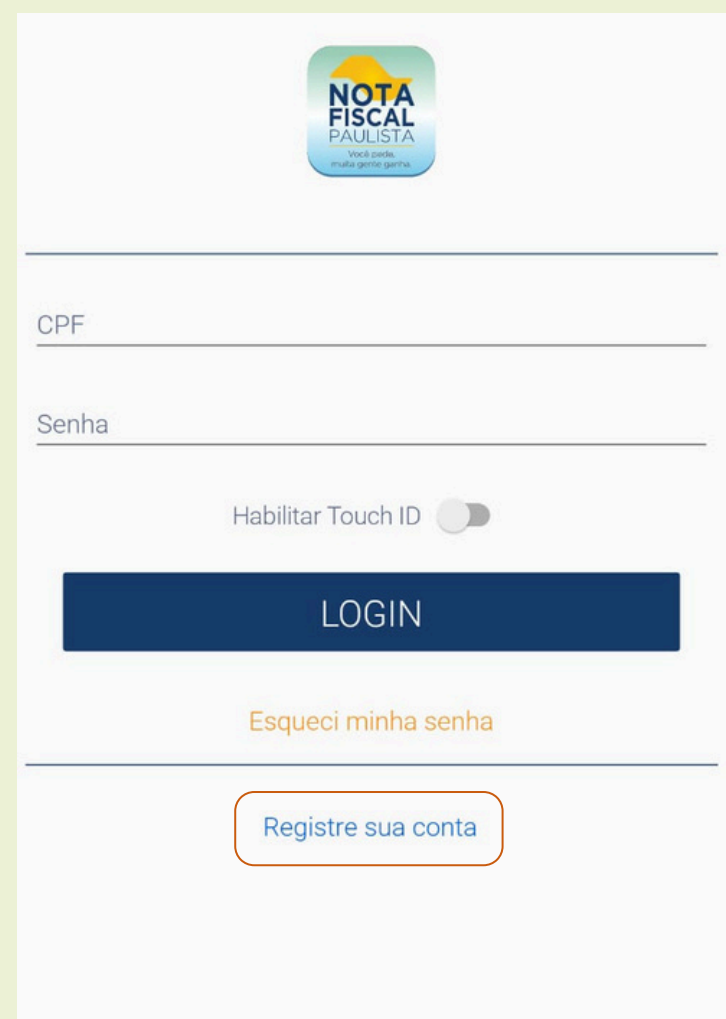 NOTA
FISCAL
PAULISTA
Você pede,
muita gente ganha.
CPF
Senha
Habilitar Touch ID
LOGIN
Esqueci minha senha
Registre sua conta